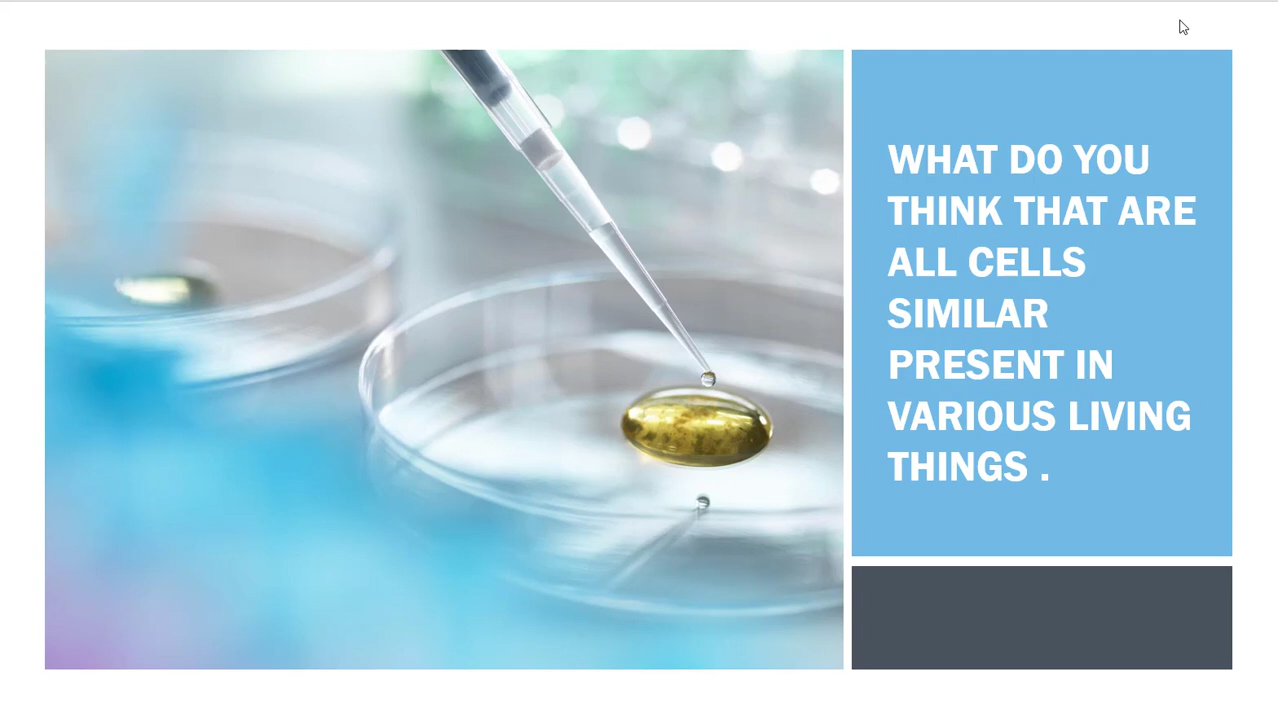 WHAT DO YOU
THINK THAT ARE
ALL CELLS
SIMILAR
PRESENT IN
VARIOUS LIVING
THINGS .